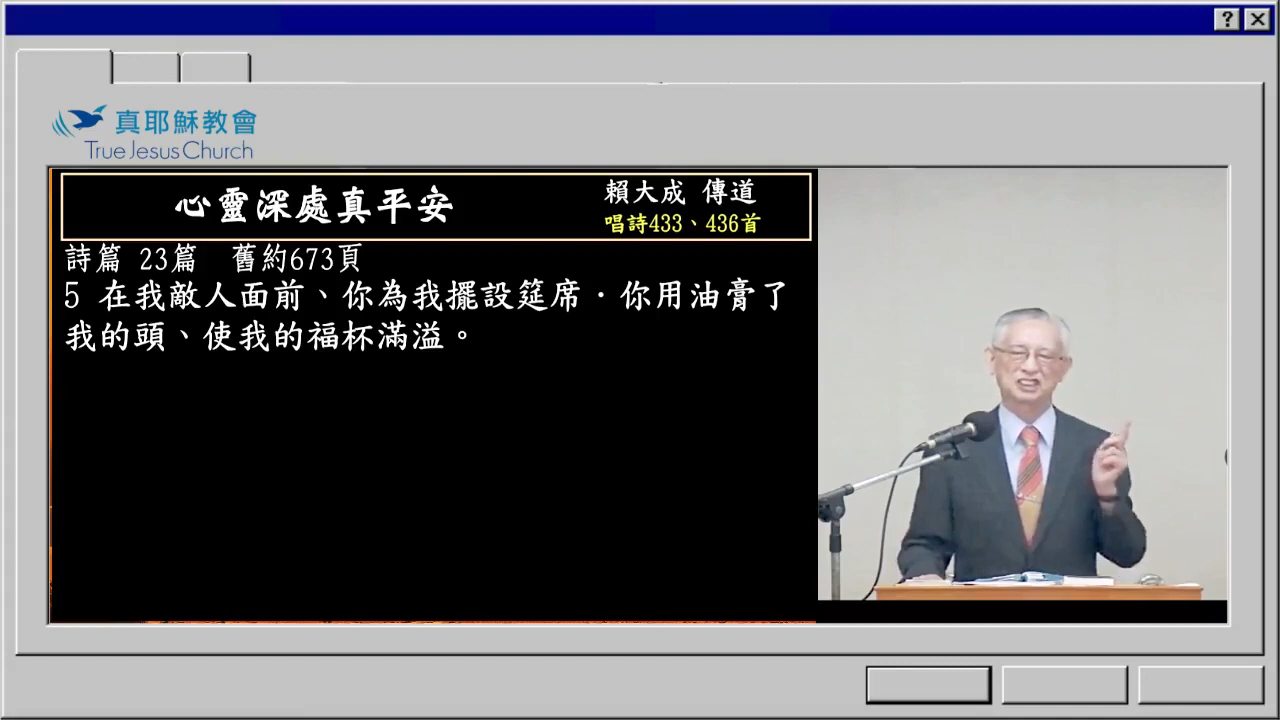 真耶穌教會
True Jesus Church
心靈深處真平安
賴大成 傳道
唱詩433、436首
詩篇 23篇 舊約673頁
5 在我敵人面前、你為我擺設筵席．你用油膏了
我的頭、使我的福杯滿溢。